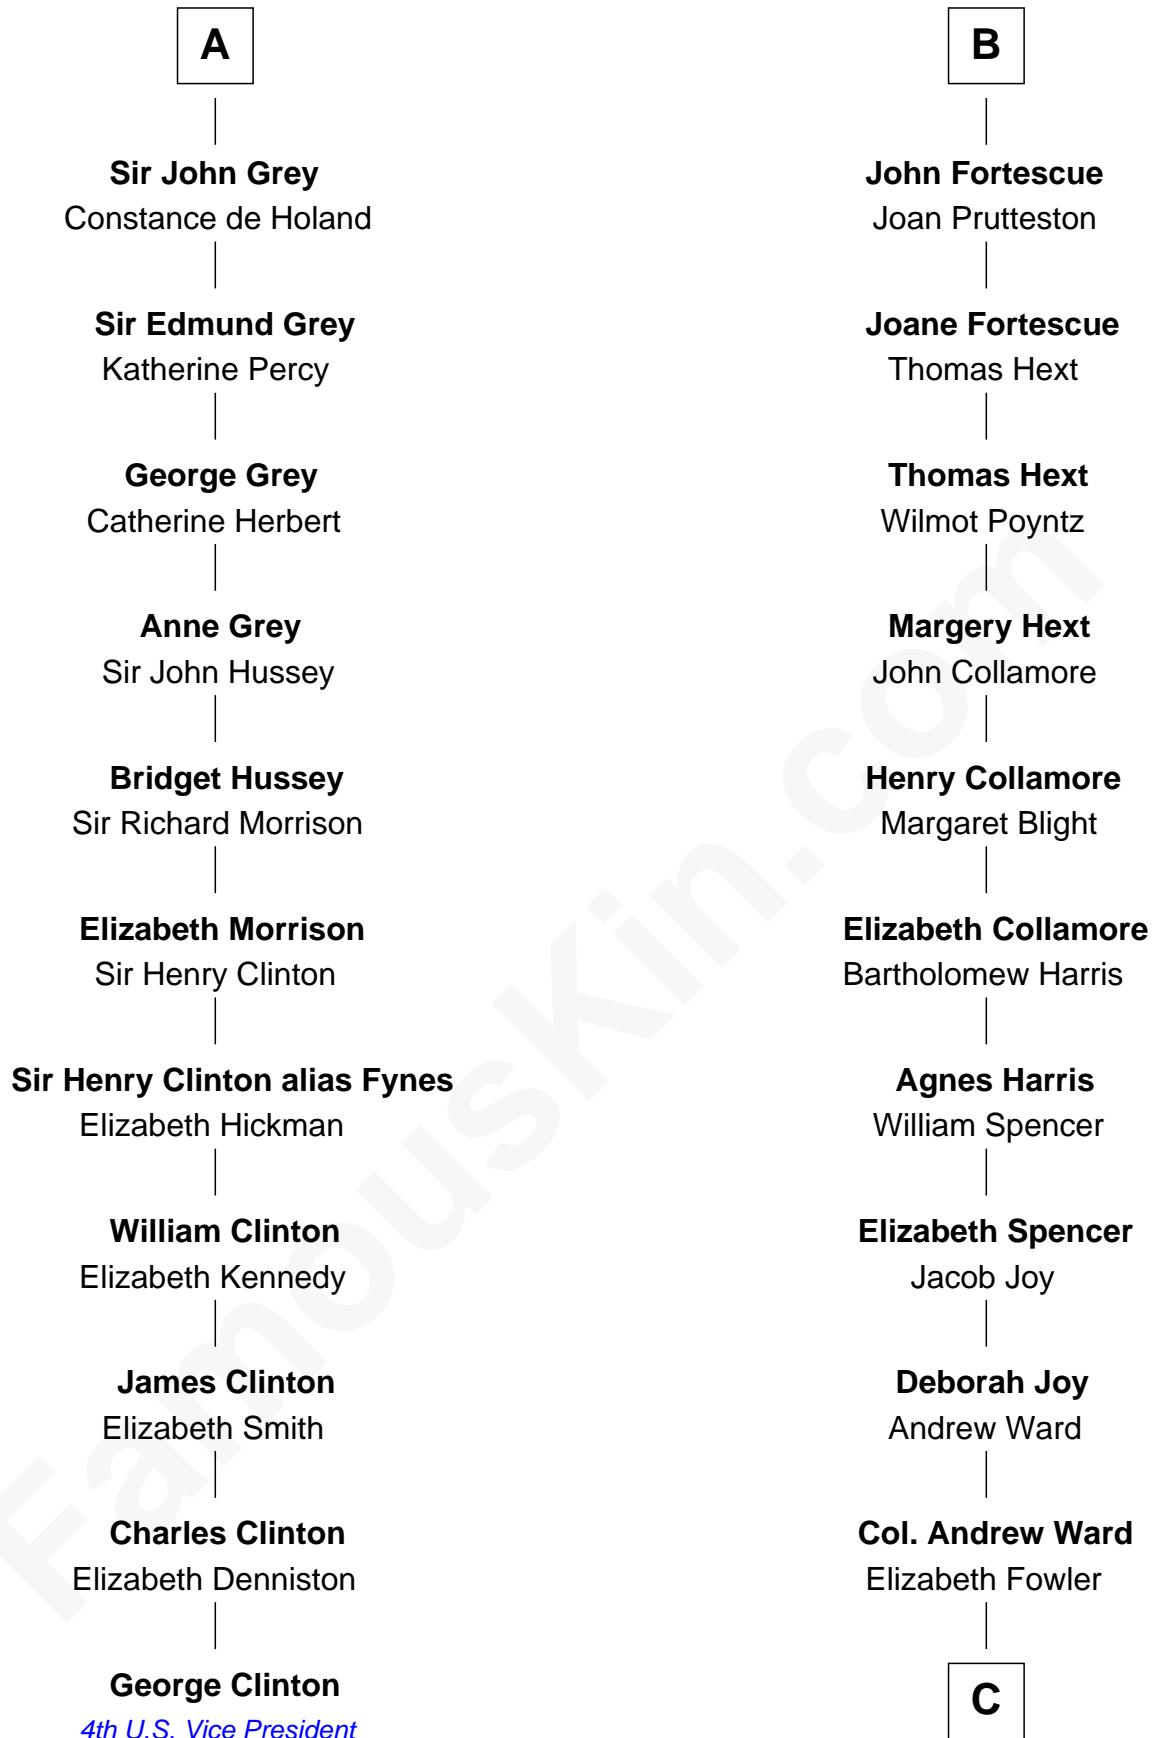 A
Sir John Grey
Constance de Holand
Sir Edmund Grey
Katherine Percy
George Grey
Catherine Herbert
Anne Grey
Sir John Hussey
Bridget Hussey
Sir Richard Morrison
Elizabeth Morrison
Sir Henry Clinton
Sir Henry Clinton alias Fynes
Elizabeth Hickman
William Clinton
Elizabeth Kennedy
James Clinton
Elizabeth Smith
Charles Clinton
Elizabeth Denniston
George Clinton
4th U.S. Vice President
B
John Fortescue
Joan Prutteston
Joane Fortescue
Thomas Hext
Thomas Hext
Wilmot Poyntz
Margery Hext
John Collamore
Henry Collamore
Margaret Blight
Elizabeth Collamore
Bartholomew Harris
Agnes Harris
William Spencer
Elizabeth Spencer
Jacob Joy
Deborah Joy
Andrew Ward
Col. Andrew Ward
Elizabeth Fowler
C
FamousKin.com